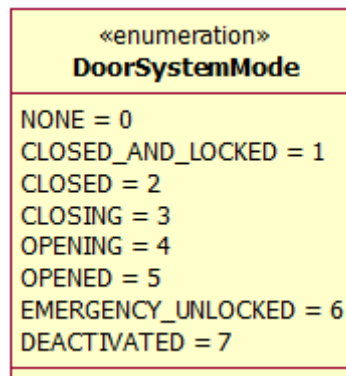 «enumeration»
DoorSystemMode
NONE = 0
CLOSED_AND_LOCKED = 1
CLOSED = 2
CLOSING = 3
OPENING = 4
OPENED = 5
EMERGENCY_UNLOCKED = 6
DEACTIVATED = 7